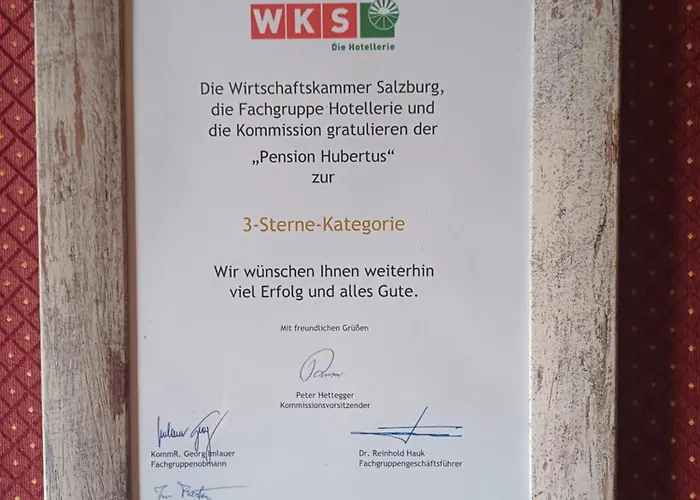 WKS
Die Hotellerie
Die Wirtschaftskammer Salzburg,
die Fachgruppe Hotellerie und
die Kommission gratulieren der
„Pension Hubertus“
zur
3-Sterne-Kategorie
Wir wünschen Ihnen weiterhin
viel Erfolg und alles Gute.
Mit freundlichen Grüßen
Peter Hettegger
Kommissionsvorsitzender
KommR. Georg Imlauer
Fachgruppenobmann
Dr. Reinhold Hauk
Fachgruppengeschäftsführer